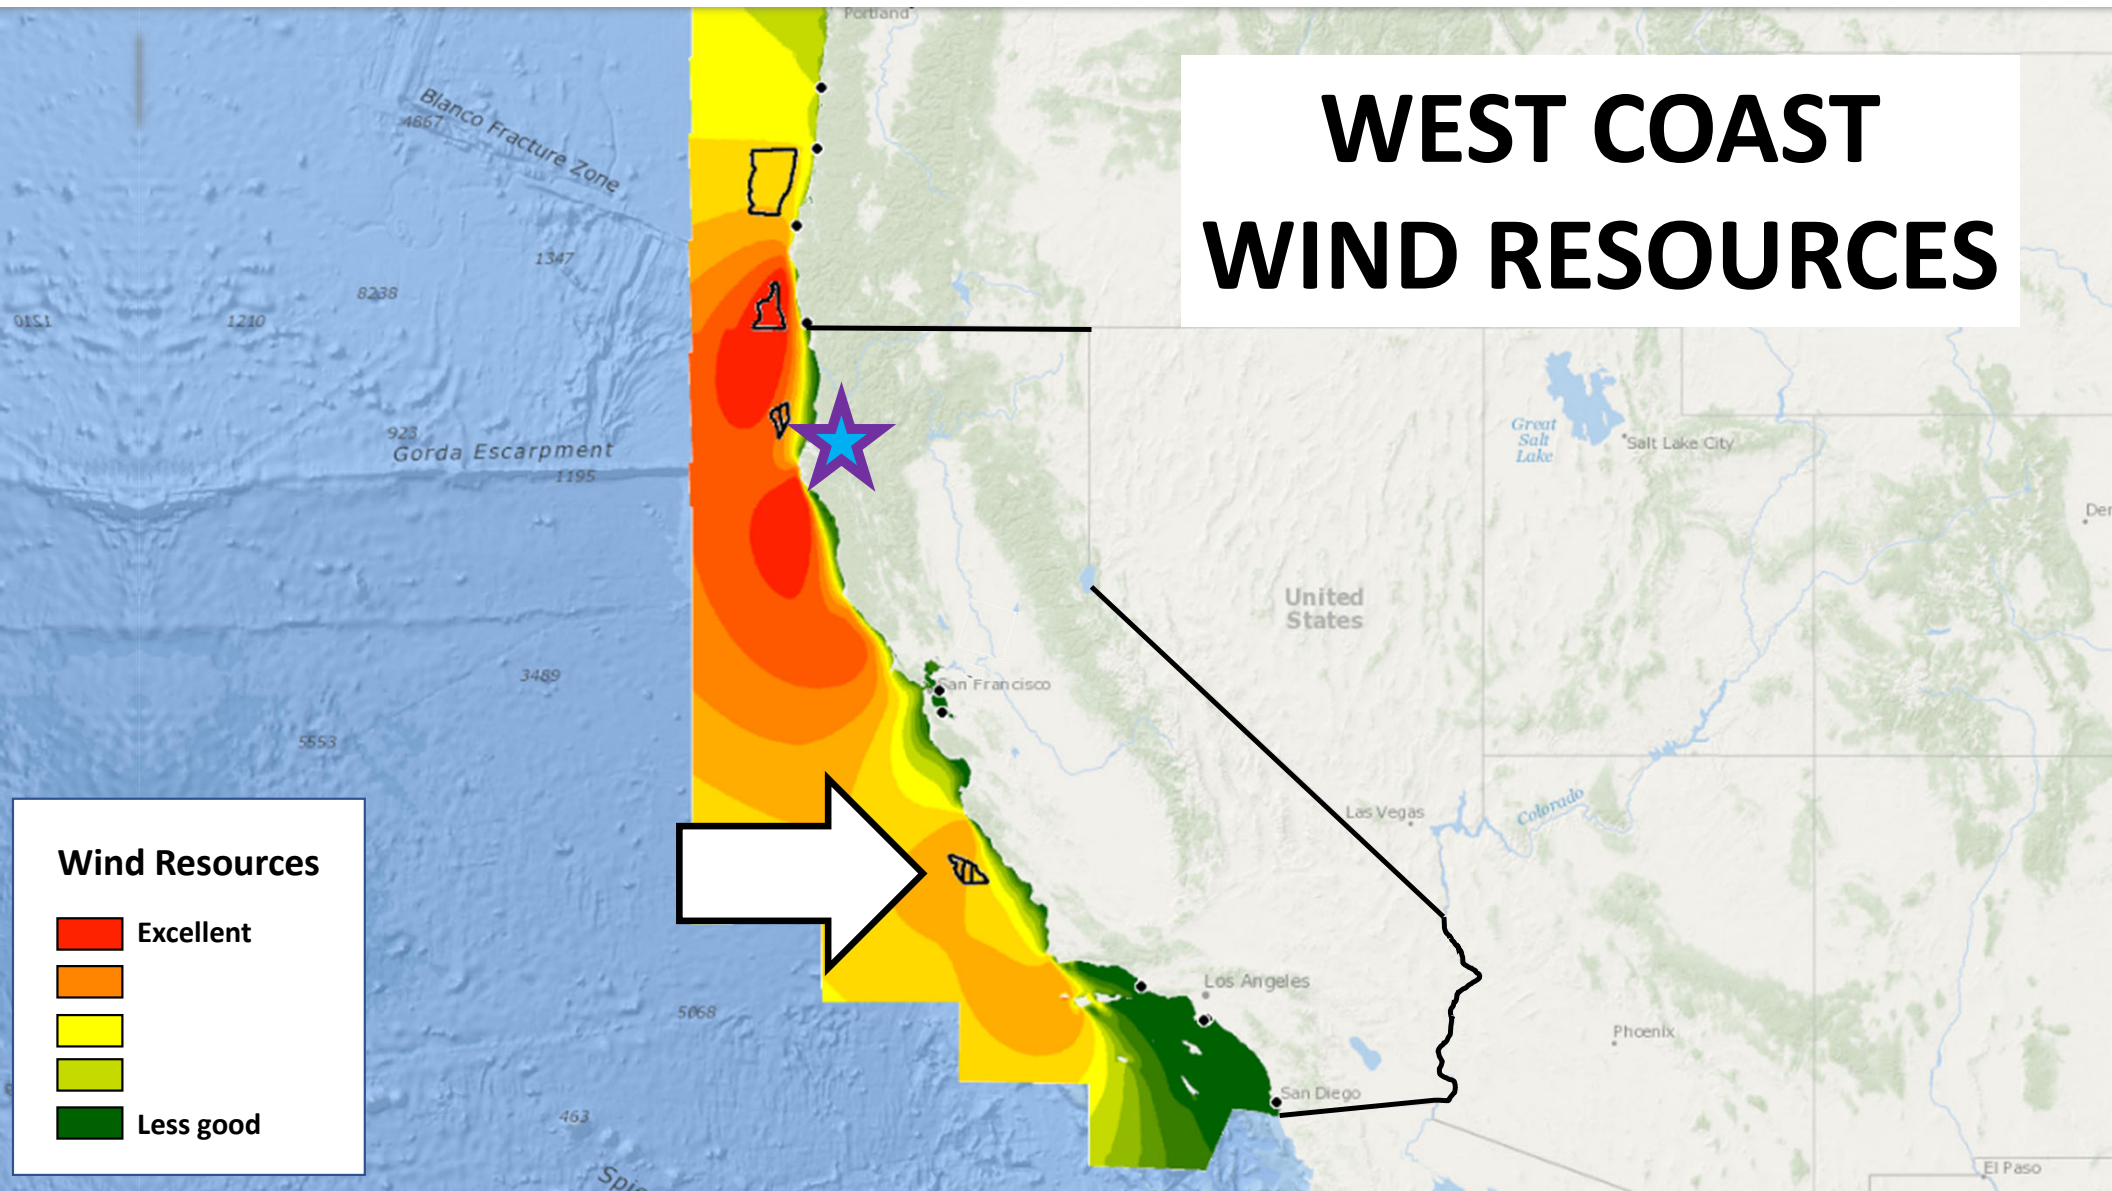 Portland
WEST COAST
WIND RESOURCES
Blanco Fracture Zone
4867
1347
8238
1210
1210
923
Gorda Escarpment
1195
Great
Salt
Lake
Salt Lake City
United
States
San Francisco
3489
5553
Las Vegas
Colorado
Wind Resources
Excellent
Less good
Los Angeles
5068
Phoenix
San Diego
463
El Paso